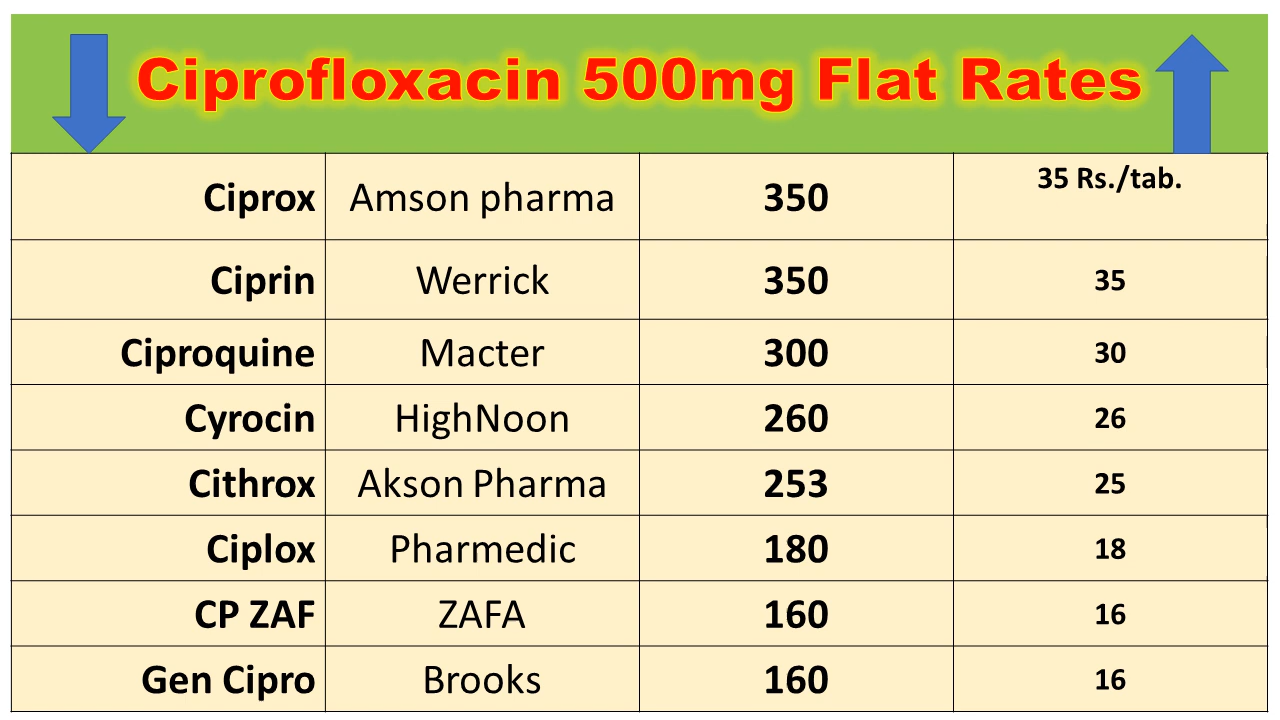 Ciprofloxacin 500mg Flat Rates
Ciprox Amson pharma 350 35 Rs./tab.
Ciprin Werrick 350 35
Ciproquine Macter 300 30
Cyrocin HighNoon 260 26
Cithrox Akson Pharma 253 25
Ciplox Pharmedic 180 18
CP ZAF ZAFA 160 16
Gen Cipro Brooks 160 16